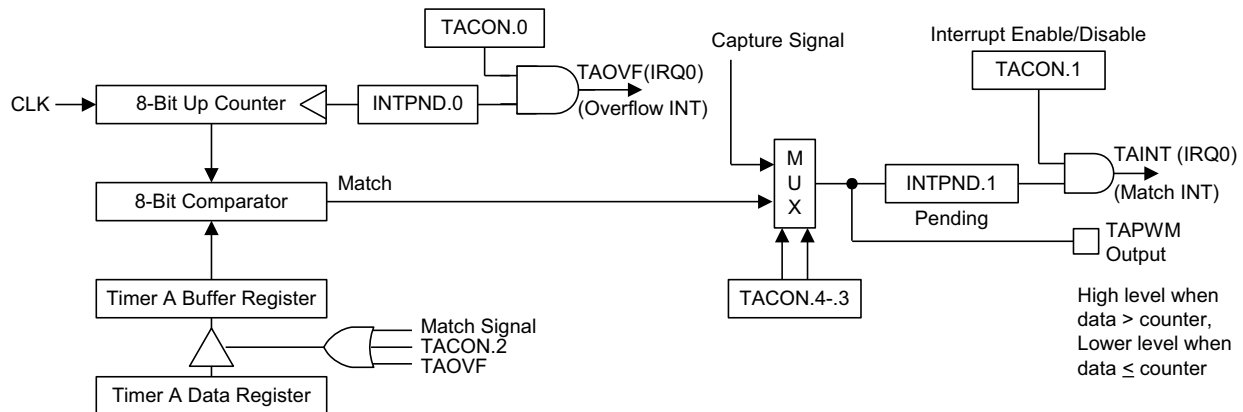 TACON.0
Capture Signal
Interrupt Enable/Disable
TACON.1
CLK
8-Bit Up Counter
INTPND.0
TAOVF(IRQ0)
(Overflow INT)
M
U
X
8-Bit Comparator
Match
INTPND.1
Pending
TAINT (IRQ0)
(Match INT)
TAPWM
Output
Timer A Buffer Register
TACON.4-.3
High level when
data > counter,
Lower level when
data ≤ counter
Match Signal
TACON.2
TAOVF
Timer A Data Register